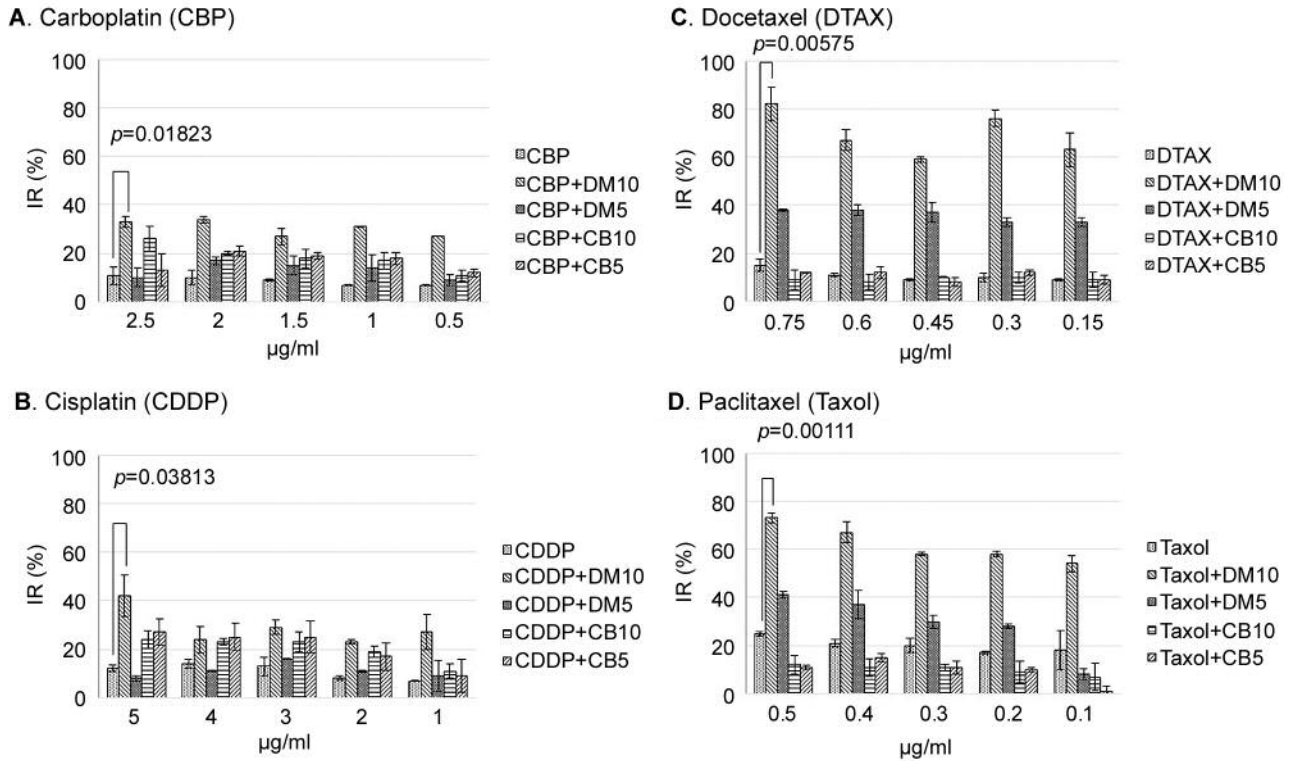 A. Carboplatin (CBP)
p=0.01823
IR (%)
100
80
60
40
20
0
2.5 2 1.5 1 0.5
µg/ml
CBP
CBP+DM10
CBP+DM5
CBP+CB10
CBP+CB5
C. Docetaxel (DTAX)
p=0.00575
IR (%)
100
80
60
40
20
0
0.75 0.6 0.45 0.3 0.15
µg/ml
DTAX
DTAX+DM10
DTAX+DM5
DTAX+CB10
DTAX+CB5
B. Cisplatin (CDDP)
p=0.03813
IR (%)
100
80
60
40
20
0
5 4 3 2 1
µg/ml
CDDP
CDDP+DM10
CDDP+DM5
CDDP+CB10
CDDP+CB5
D. Paclitaxel (Taxol)
p=0.00111
IR (%)
100
80
60
40
20
0
0.5 0.4 0.3 0.2 0.1
µg/ml
Taxol
Taxol+DM10
Taxol+DM5
Taxol+CB10
Taxol+CB5